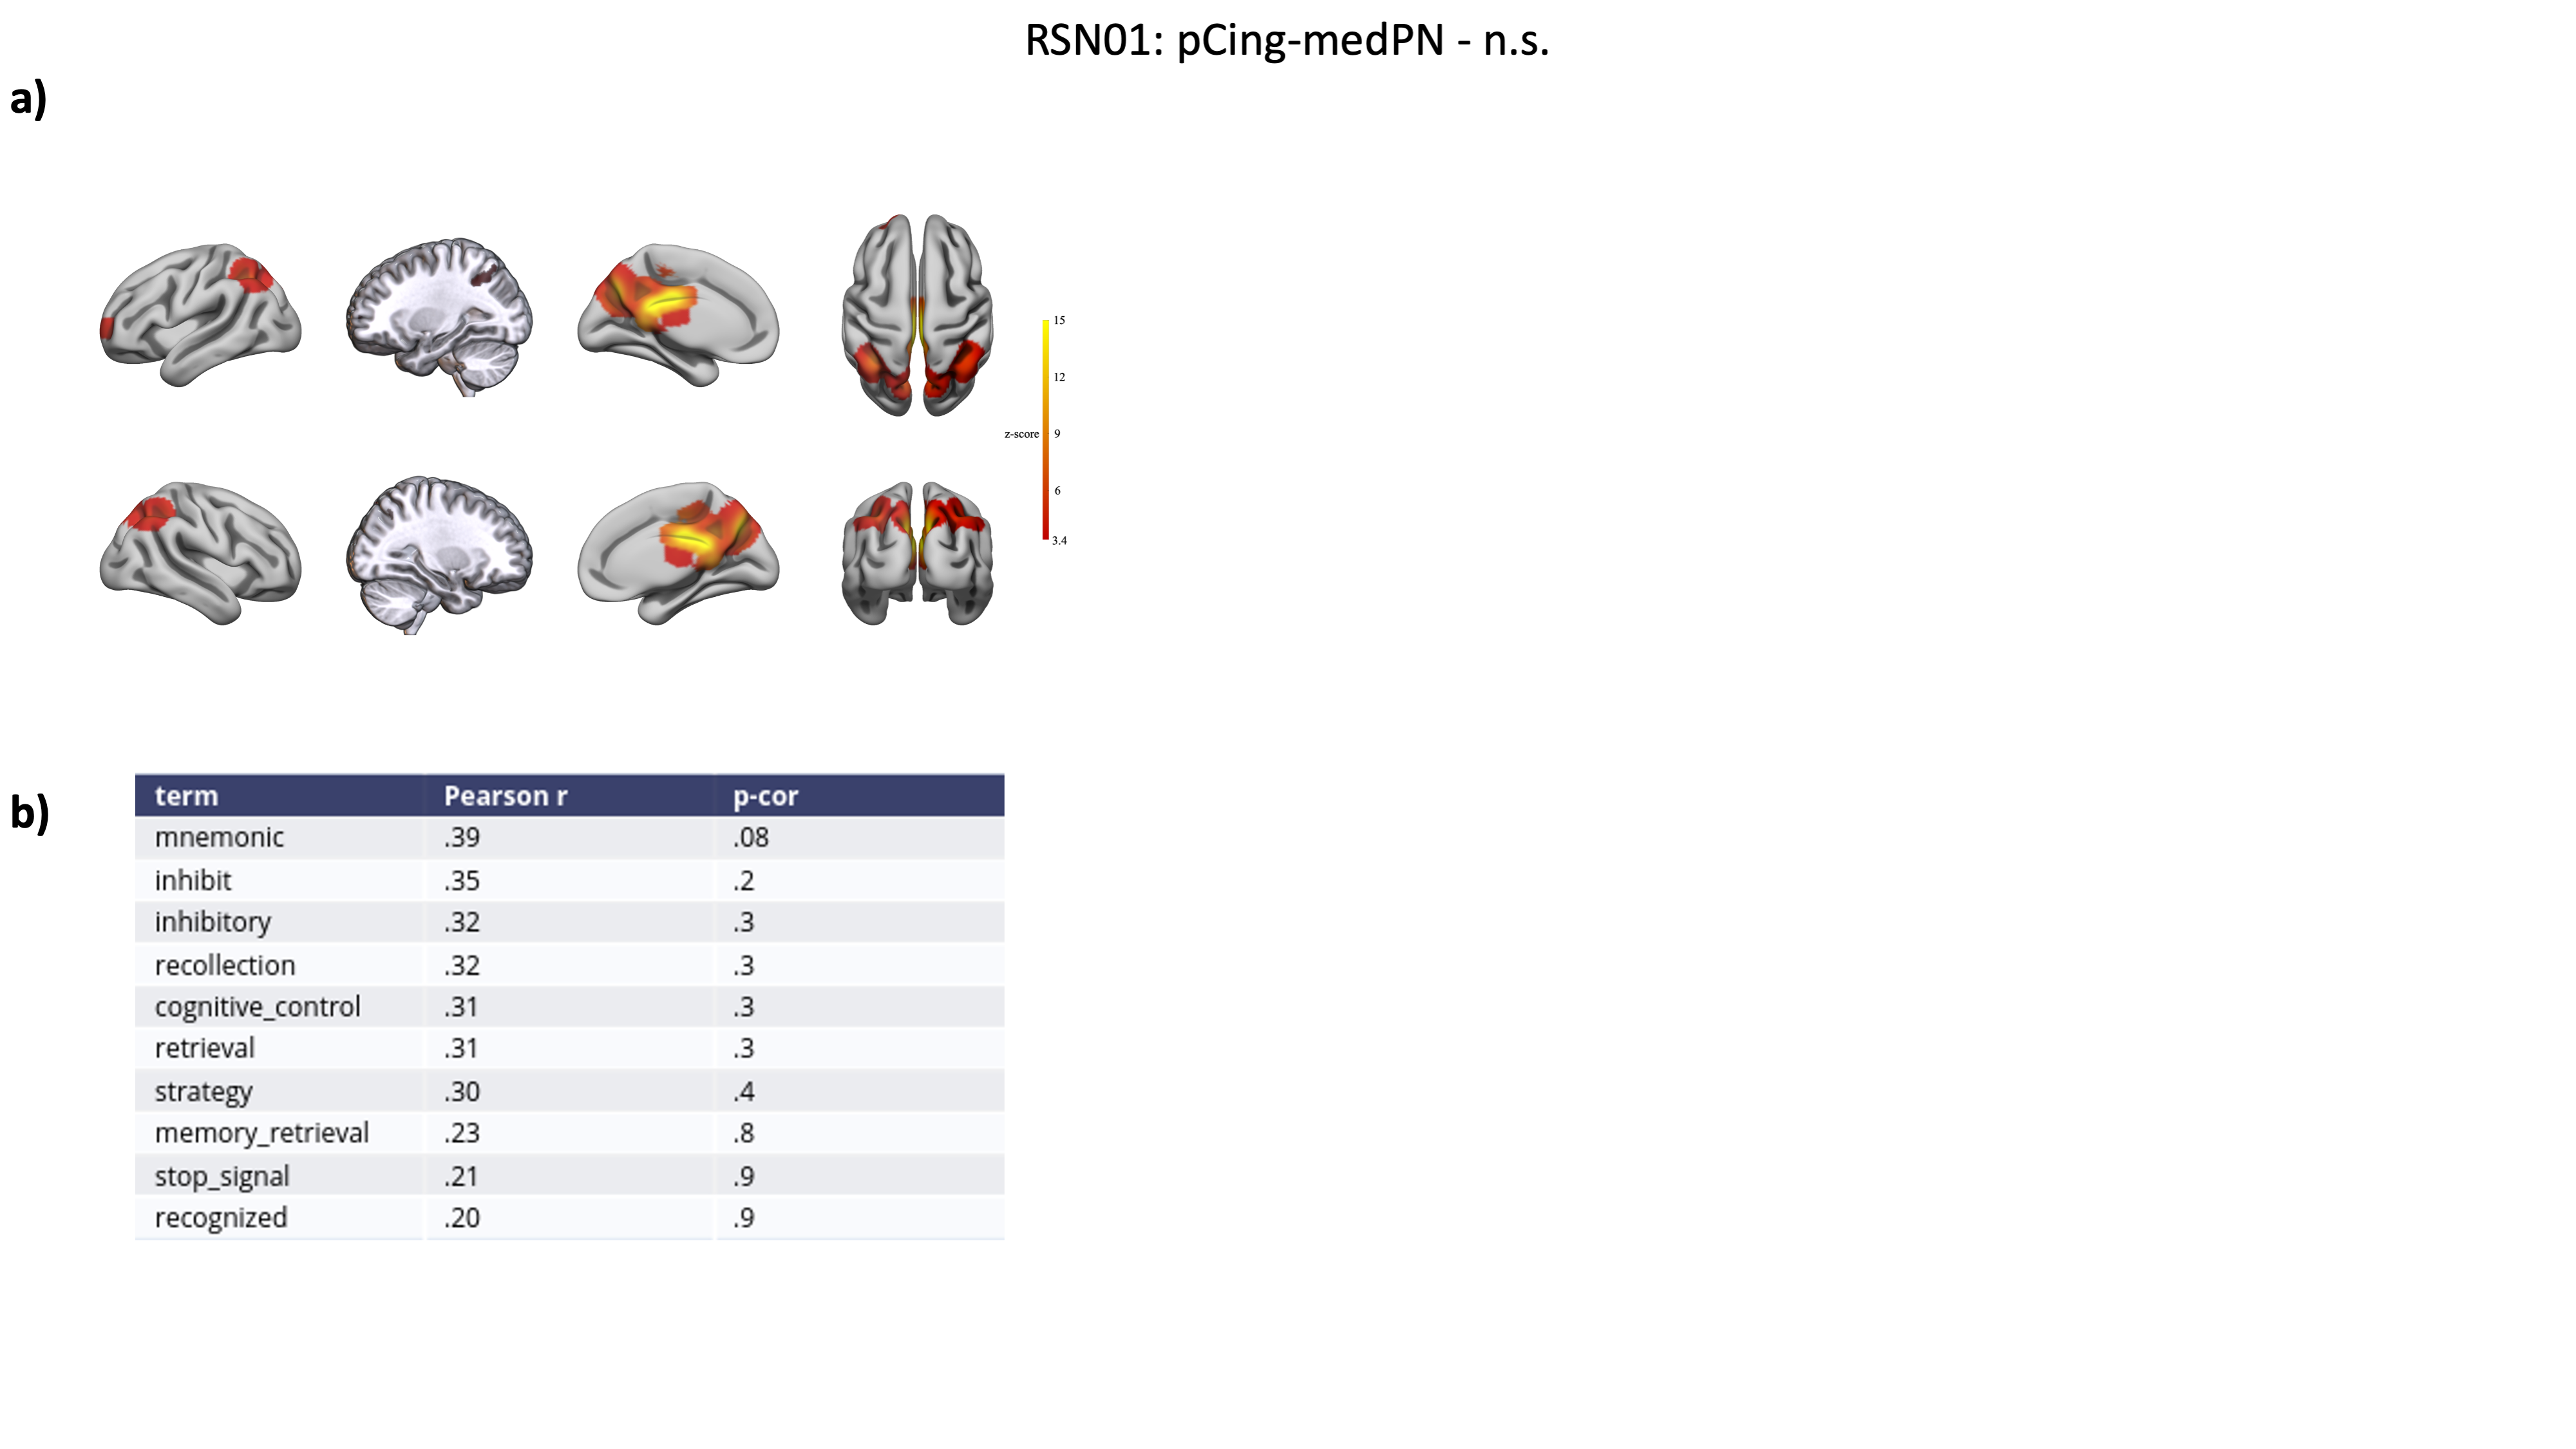 RSN01: pCing-medPN - n.s.
a)
15
12
z-score 9
6
3.4
b)
term Pearson r p-cor
mnemonic .39 .08
inhibit .35 .2
inhibitory .32 .3
recollection .32 .3
cognitive_control .31 .3
retrieval .31 .3
strategy .30 .4
memory_retrieval .23 .8
stop_signal .21 .9
recognized .20 .9